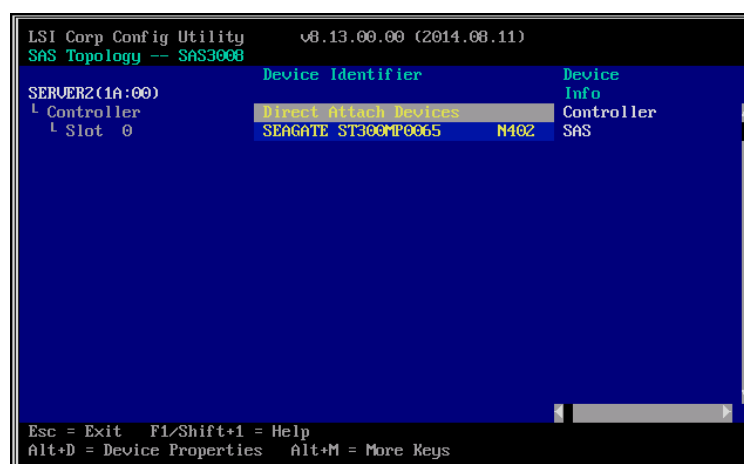 LSI Corp Config Utility v8.13.00.00 (2014.08.11)
SAS Topology -- SAS3008
Device Identifier Device
SERVER2(1A:00) Info
└ Controller Direct Attach Devices Controller
└ Slot 0 SEAGATE ST300MP0065 N402 SAS
Esc = Exit F1/Shift+1 = Help
Alt+D = Device Properties Alt+M = More Keys